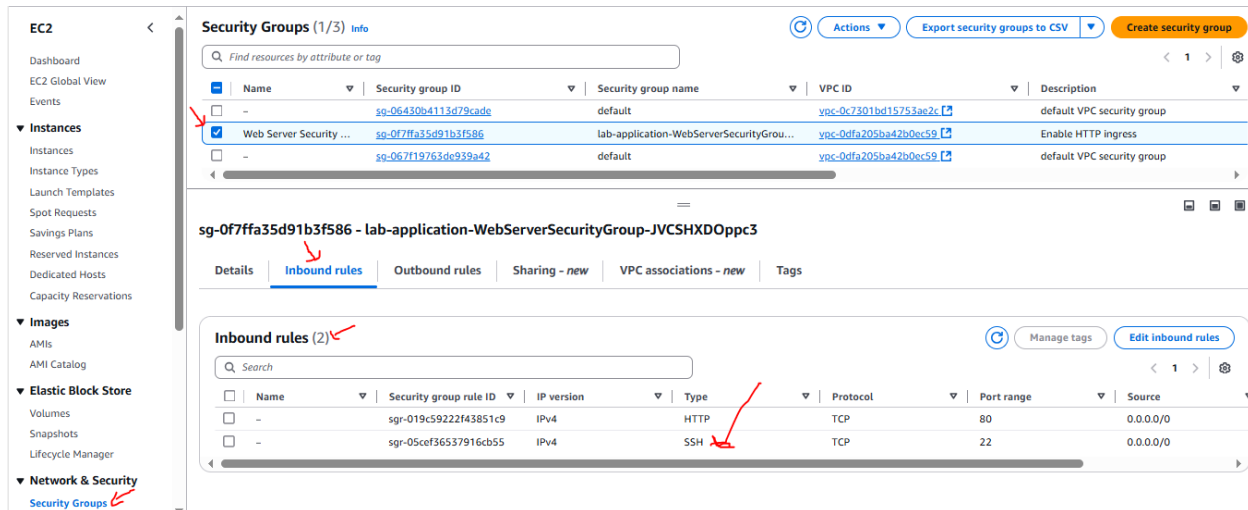 EC2
Dashboard
EC2 Global View
Events
Instances
Instances
Instance Types
Launch Templates
Spot Requests
Savings Plans
Reserved Instances
Dedicated Hosts
Capacity Reservations
Images
AMIs
AMI Catalog
Elastic Block Store
Volumes
Snapshots
Lifecycle Manager
Network & Security
Security Groups
Security Groups (1/3) Info
Actions
Export security groups to CSV
Create security group
Find resources by attribute or tag
1
Name Security group ID Security group name VPC ID Description
– sg-06430b4113d79cade default vpc-0c7301bd15753ae2c default VPC security group
Web Server Security ... sg-0f7ffa35d91b3f586 lab-application-WebServerSecurityGrou... vpc-0dfa205ba42b0ec59 Enable HTTP ingress
– sg-067f19763de939a42 default vpc-0dfa205ba42b0ec59 default VPC security group
sg-0f7ffa35d91b3f586 - lab-application-WebServerSecurityGroup-JVCSHXDOppc3
Details Inbound rules Outbound rules Sharing - new VPC associations - new Tags
Inbound rules (2)
Manage tags
Edit inbound rules
Search
1
Name Security group rule ID IP version Type Protocol Port range Source
– sgr-019c59222f43851c9 IPv4 HTTP TCP 80 0.0.0.0/0
– sgr-05cef36537916cb55 IPv4 SSH TCP 22 0.0.0.0/0